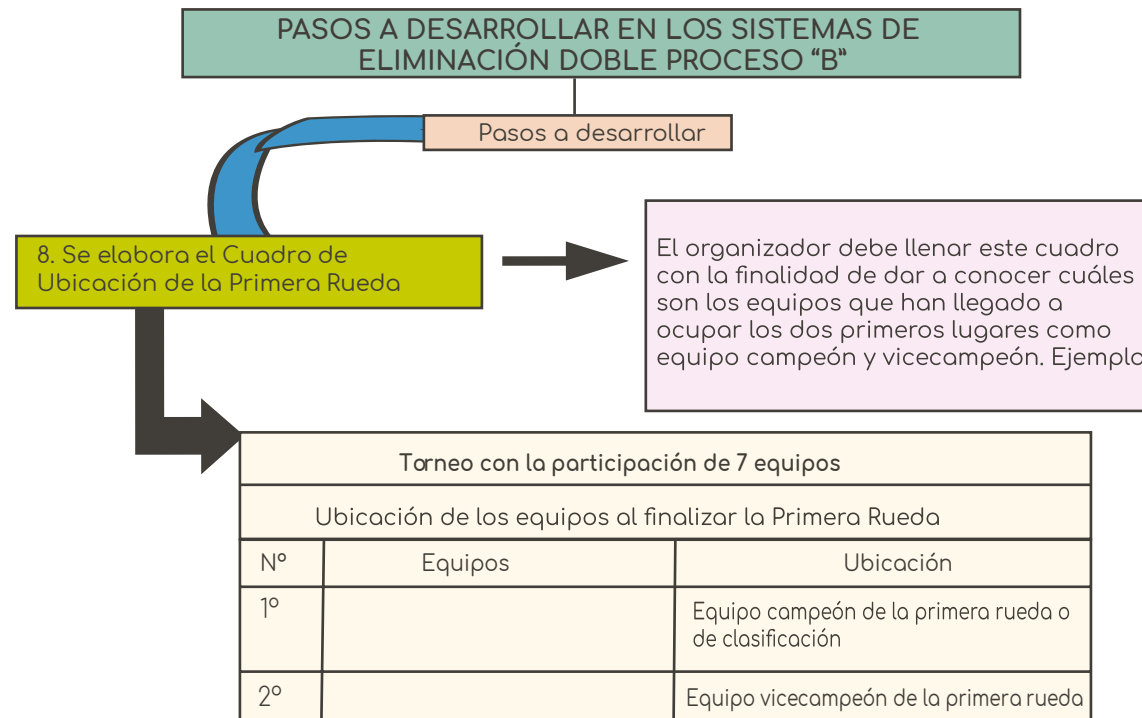 PASOS A DESARROLLAR EN LOS SISTEMAS DE
ELIMINACIÓN DOBLE PROCESO “B”
Pasos a desarrollar
8. Se elabora el Cuadro de
Ubicación de la Primera Rueda
El organizador debe llenar este cuadro
con la finalidad de dar a conocer cuáles
son los equipos que han llegado a
ocupar los dos primeros lugares como
equipo campeón y vicecampeón. Ejemplo
Torneo con la participación de 7 equipos
Ubicación de los equipos al finalizar la Primera Rueda
Nº Equipos Ubicación
1º Equipo campeón de la primera rueda o
de clasificación
2º Equipo vicecampeón de la primera rueda